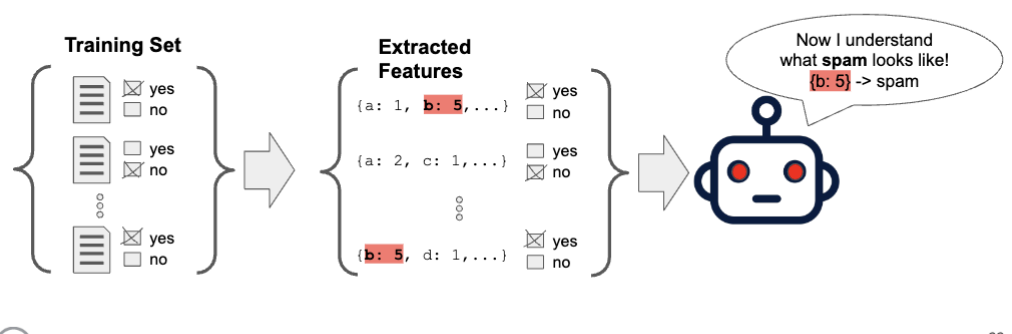 Training Set
yes
no
yes
no
yes
no
Extracted
Features
{a: 1, b: 5,...}
yes
no
{a: 2, c: 1,...}
yes
no
{b: 5, d: 1,...}
yes
no
Now I understand
what spam looks like!
{b: 5} -> spam